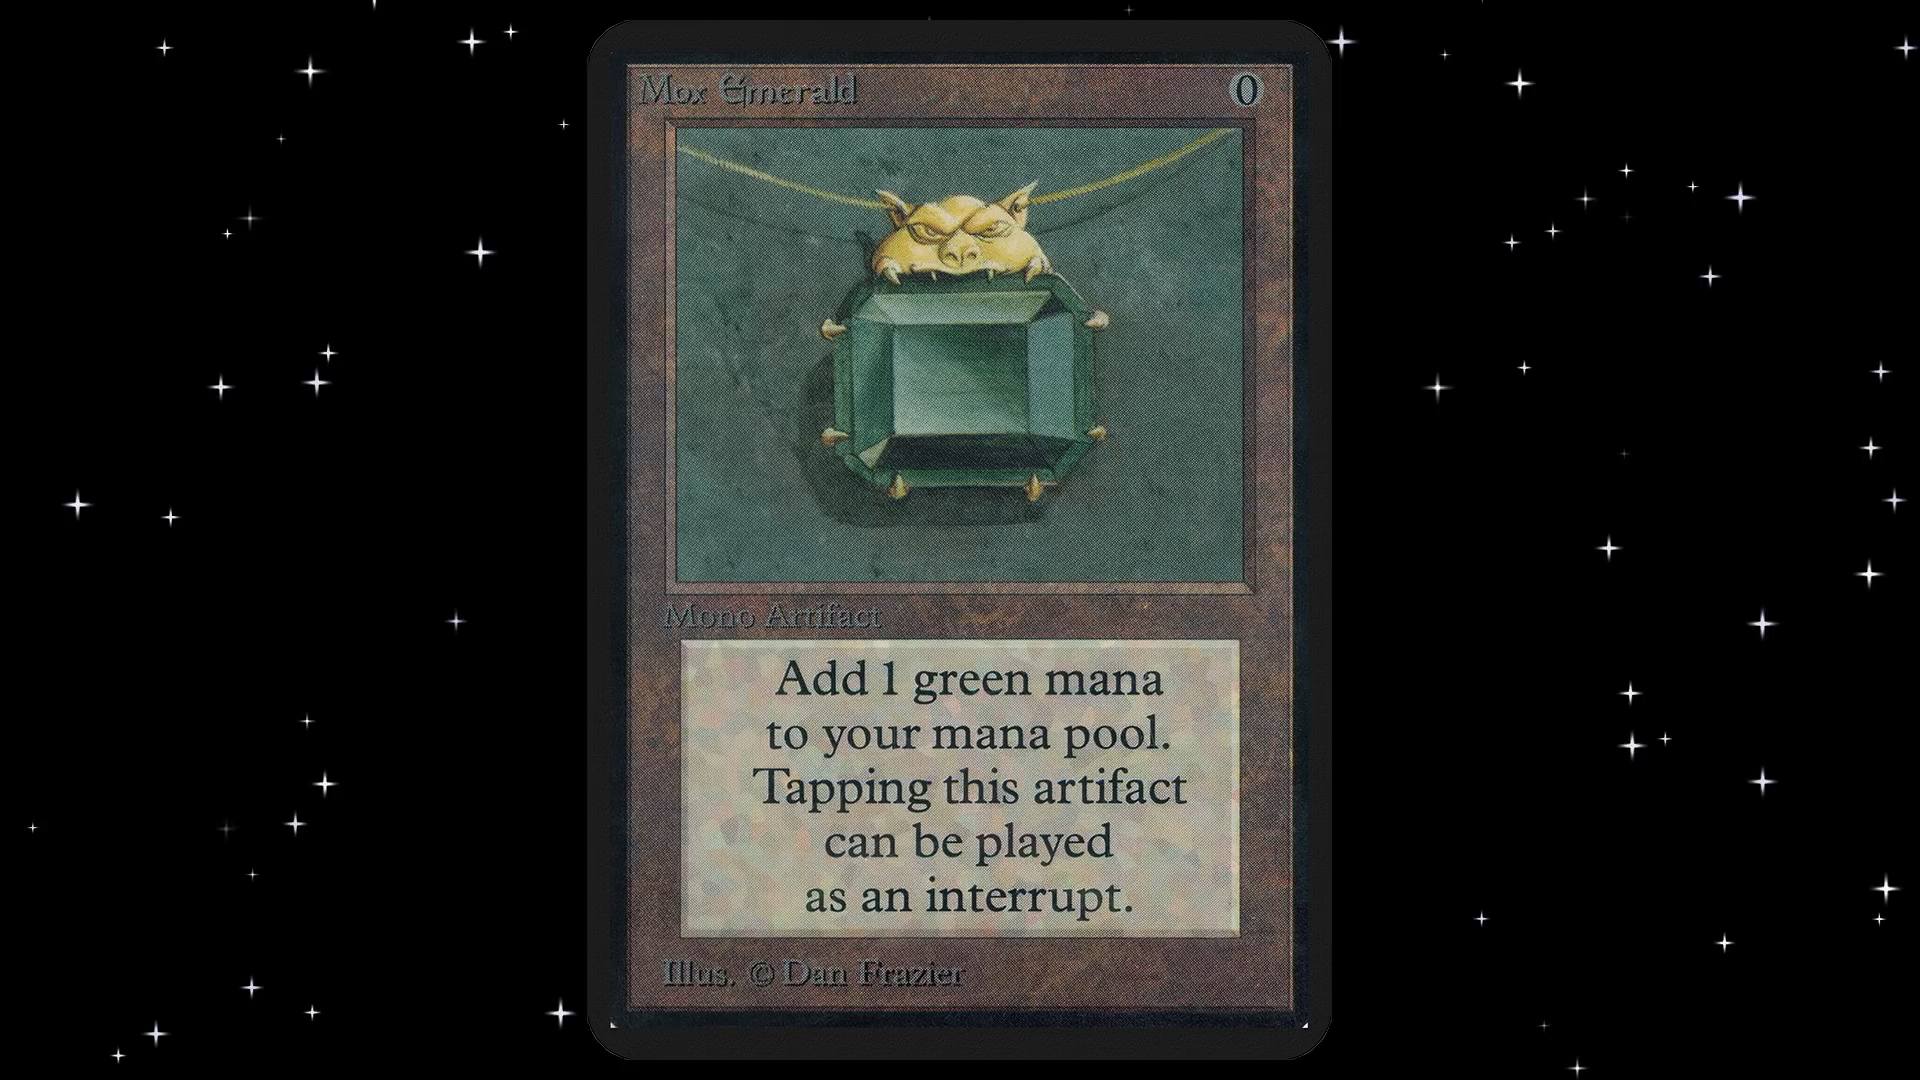 Mox Emerald 0
Mono Artifact
Add 1 green mana
to your mana pool.
Tapping this artifact
can be played
as an interrupt.
Illus. © Dan Frazier